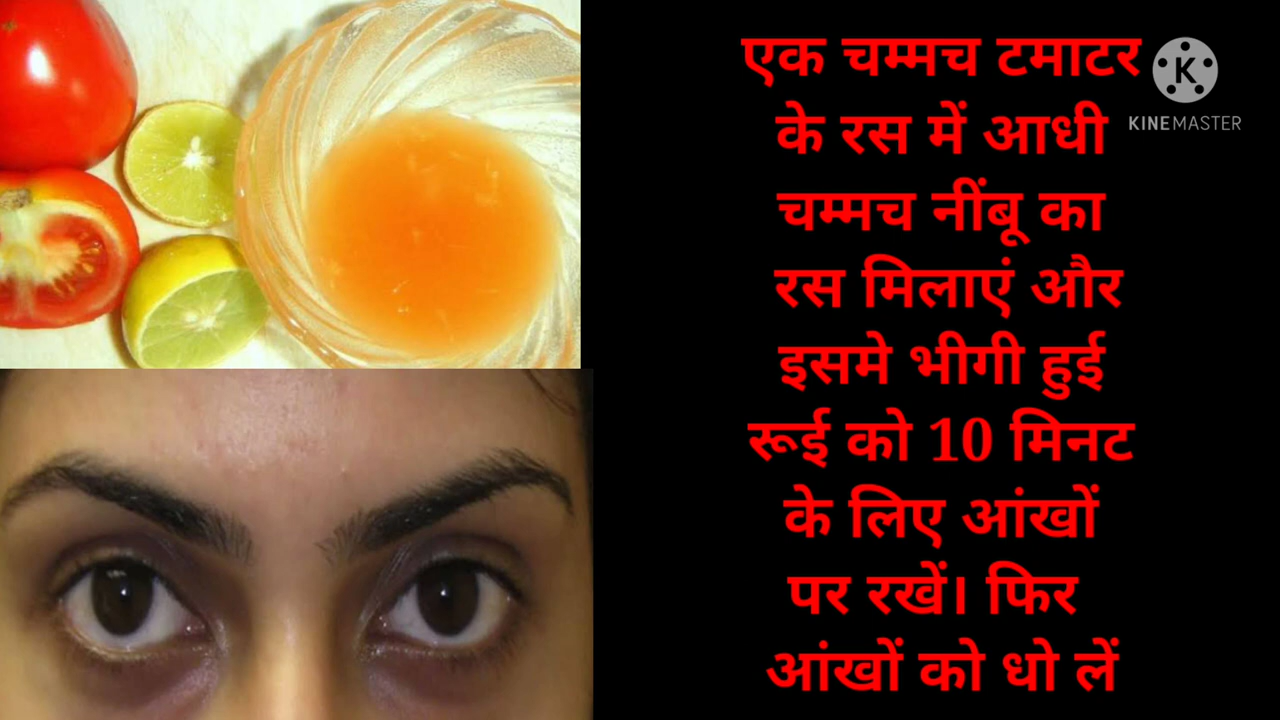 एक चम्मच टमाटर
के रस में आधी
चम्मच नींबू का
रस मिलाएं और
इसमे भीगी हुई
रूई को 10 मिनट
के लिए आंखों
पर रखें। फिर
आंखों को धो लें
K
KINEMASTER